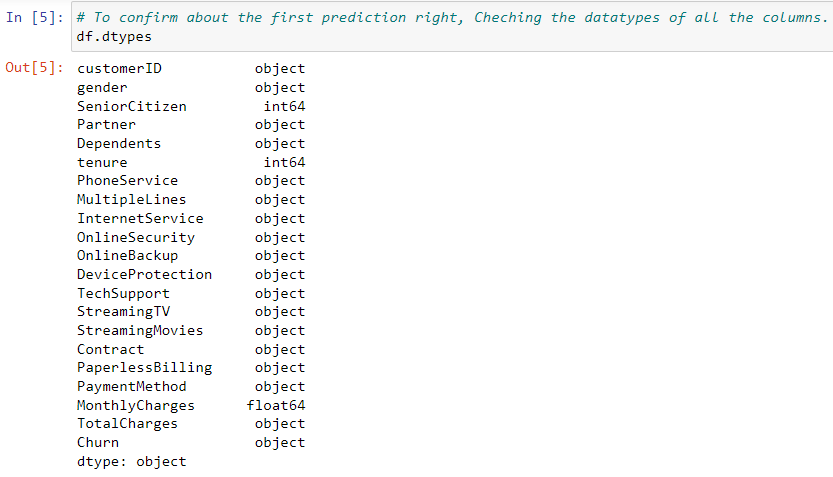 In [5]: # To confirm about the first prediction right, Cheching the datatypes of all the columns.
df.dtypes
Out[5]: customerID object
gender object
SeniorCitizen int64
Partner object
Dependents object
tenure int64
PhoneService object
MultipleLines object
InternetService object
OnlineSecurity object
OnlineBackup object
DeviceProtection object
TechSupport object
StreamingTV object
StreamingMovies object
Contract object
PaperlessBilling object
PaymentMethod object
MonthlyCharges float64
TotalCharges object
Churn object
dtype: object